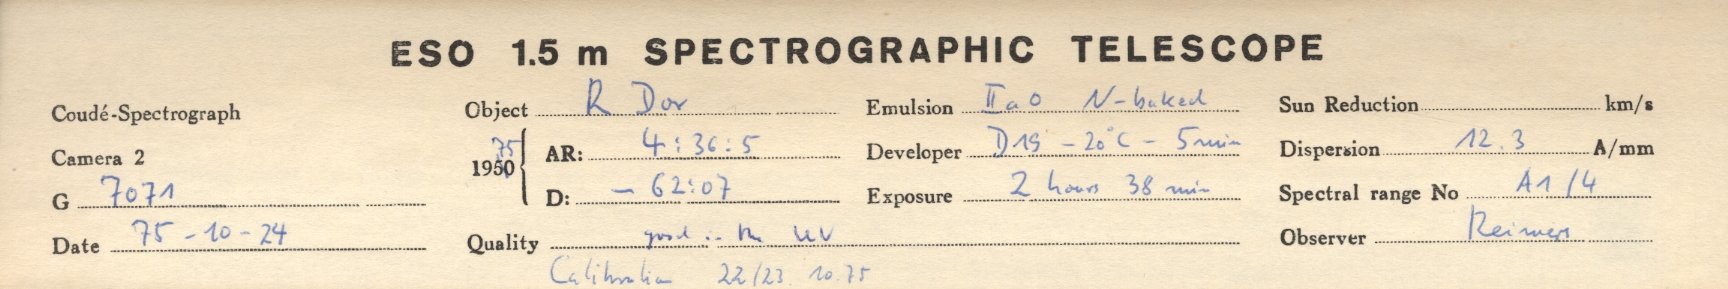 ESO 1.5 m SPECTROGRAPHIC TELESCOPE
Coudé-Spectrograph
Camera 2
G 7071
Date 75-10-24
Object R Dor
1950 75
AR: 4:36:5
D: - 62:07
Quality good in the UV
Calibration 22/23 10.75
Emulsion IIaO N-baked
Developer D19 - 20°C - 5 min
Exposure 2 hours 38 min
Sun Reduction km/s
Dispersion 12.3 A/mm
Spectral range No A1/4
Observer Reimers